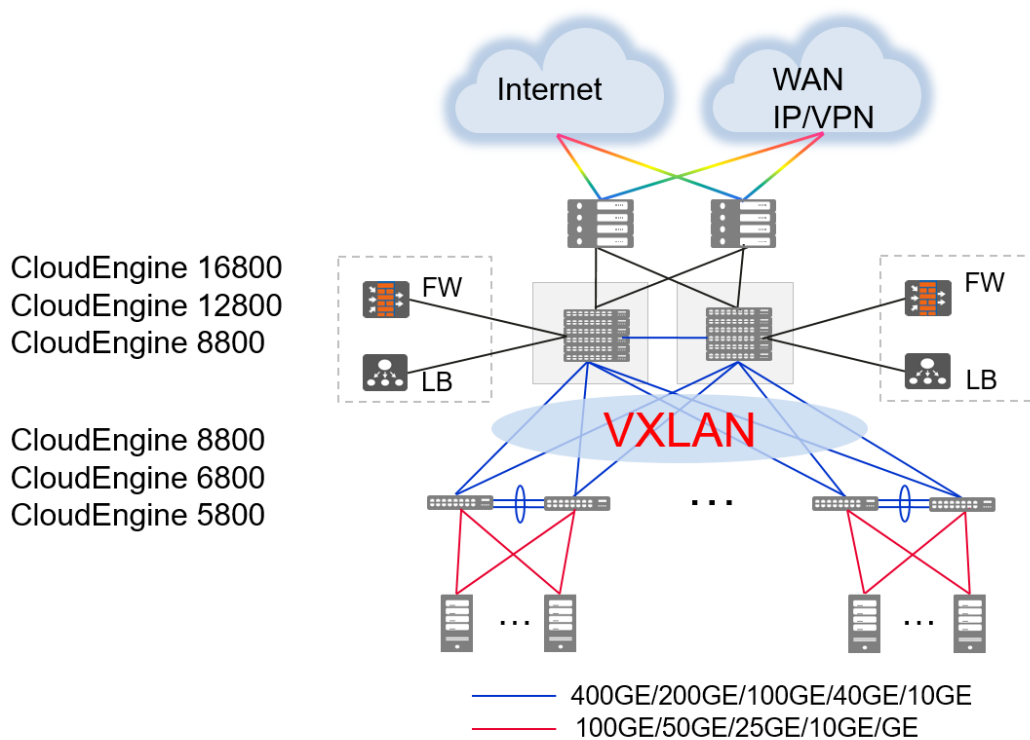 Internet
WAN
IP/VPN
CloudEngine 16800
CloudEngine 12800
CloudEngine 8800
FW
LB
FW
LB
VXLAN
CloudEngine 8800
CloudEngine 6800
CloudEngine 5800
...
... ...
... ...
400GE/200GE/100GE/40GE/10GE
100GE/50GE/25GE/10GE/GE